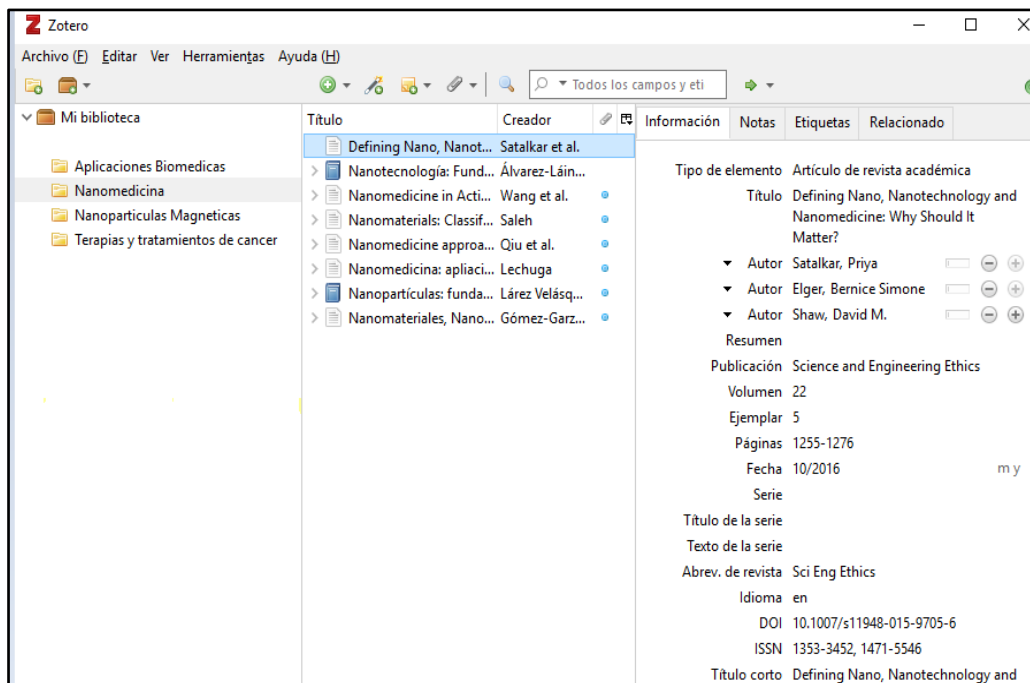 Zotero
Archivo (F) Editar Ver Herramientas Ayuda (H)
Todos los campos y eti
Mi biblioteca
Aplicaciones Biomedicas
Nanomedicina
Nanoparticulas Magneticas
Terapias y tratamientos de cancer
Título Creador
Defining Nano, Nanot... Satalkar et al.
Nanotecnología: Fund... Álvarez-Láin...
Nanomedicine in Acti... Wang et al.
Nanomaterials: Classif... Saleh
Nanomedicine approa... Qiu et al.
Nanomedicina: apliaci... Lechuga
Nanopartículas: funda... Lárez Velásq...
Nanomateriales, Nano... Gómez-Garz...
Información Notas Etiquetas Relacionado
Tipo de elemento Artículo de revista académica
Título Defining Nano, Nanotechnology and
Nanomedicine: Why Should It
Matter?
Autor Satalkar, Priya
Autor Elger, Bernice Simone
Autor Shaw, David M.
Resumen
Publicación Science and Engineering Ethics
Volumen 22
Ejemplar 5
Páginas 1255-1276
Fecha 10/2016 m y
Serie
Título de la serie
Texto de la serie
Abrev. de revista Sci Eng Ethics
Idioma en
DOI 10.1007/s11948-015-9705-6
ISSN 1353-3452, 1471-5546
Título corto Defining Nano, Nanotechnology and